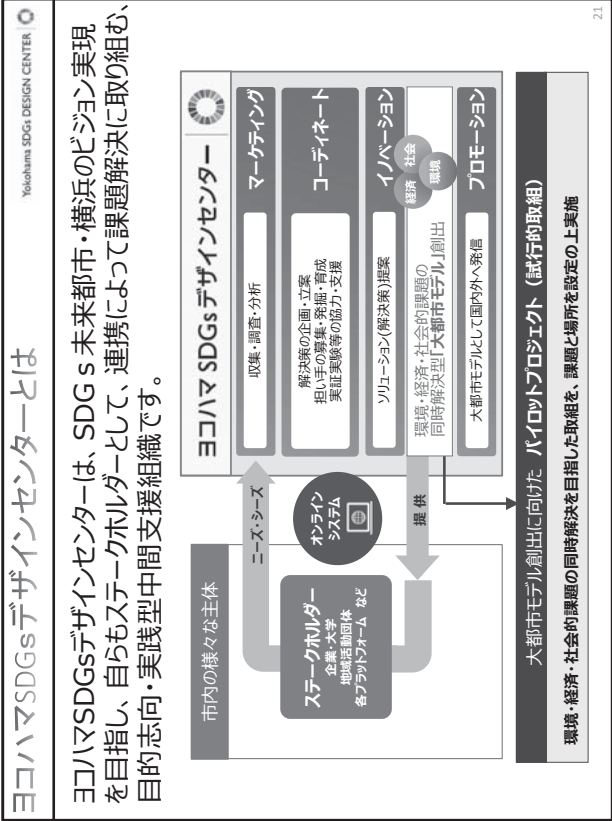 ヨコハマSDGsデザインセンターとは
Yokohama SDGs DESIGN CENTER
ヨコハマSDGsデザインセンターは、SDGｓ未来都市・横浜のビジョン実現
を目指し、自らもステークホルダーとして、連携によって課題解決に取り組む、
目的志向・実践型中間支援組織です。
市内の様々な主体
ステークホルダー
企業・大学
地域活動団体
各プラットフォーム など
ニーズ・シーズ
オンライン
システム
提供
ヨコハマ SDGsデザインセンター
収集・調査・分析
マーケティング
解決策の企画・立案
担い手の募集・発掘・育成
実証実験等の協力・支援
コーディネート
ソリューション(解決策)提案
イノベーション
環境・経済・社会的課題の
同時解決型「大都市モデル」創出
経済
社会
環境
大都市モデルとして国内外へ発信
プロモーション
大都市モデル創出に向けた パイロットプロジェクト（試行的取組）
環境・経済・社会的課題の同時解決を目指した取組を、課題と場所を設定の上実施
21